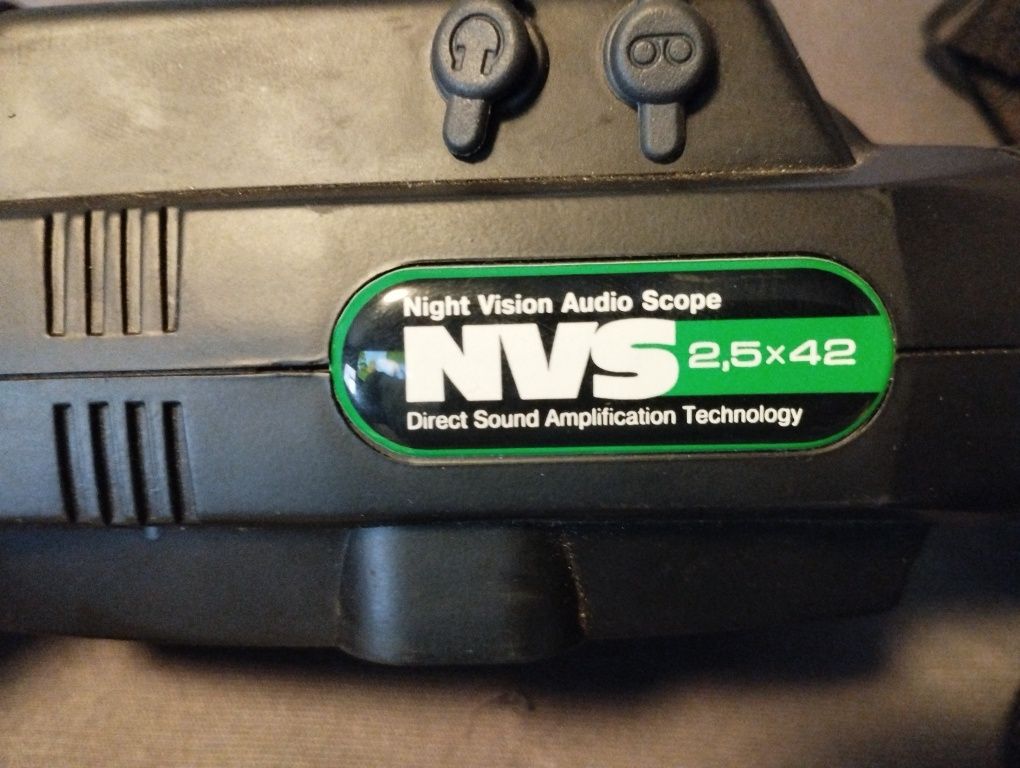 Night Vision Audio Scope
NVS 2,5×42
Direct Sound Amplification Technology